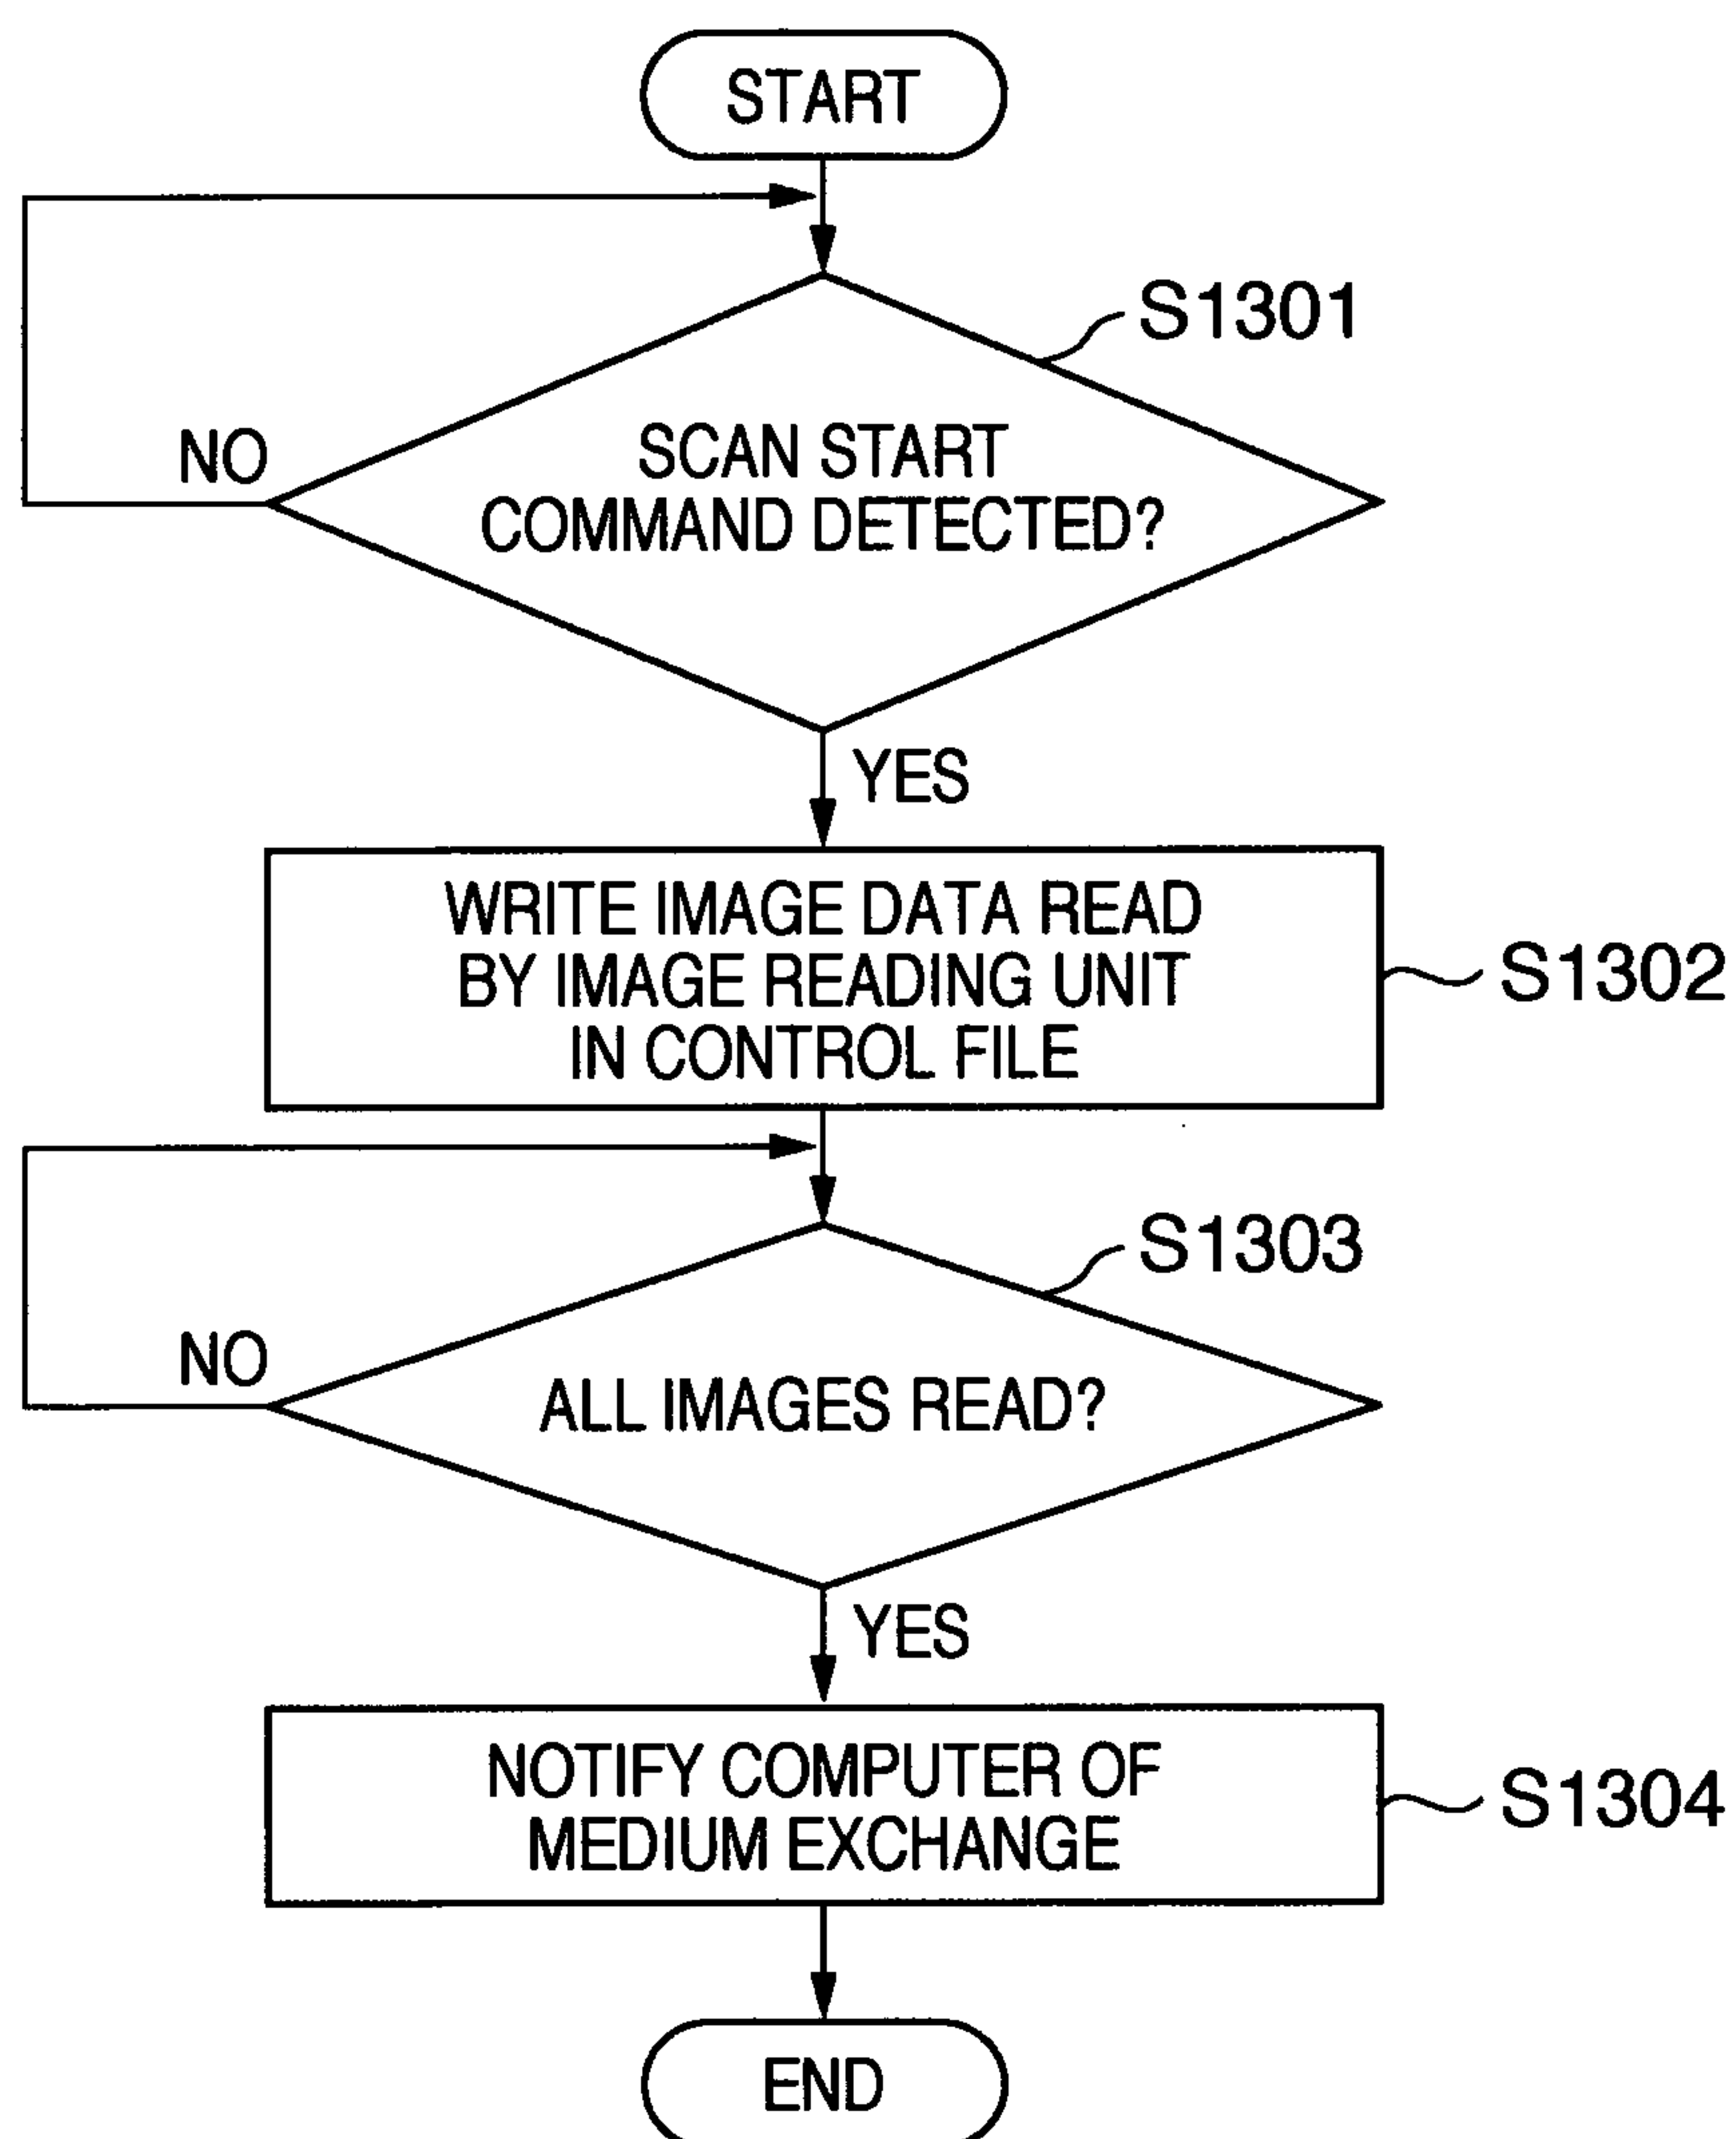 START
S1301
SCAN START
COMMAND DETECTED?
NO
YES
WRITE IMAGE DATA READ
BY IMAGE READING UNIT
IN CONTROL FILE
S1302
S1303
NO
ALL IMAGES READ?
YES
NOTIFY COMPUTER OF
MEDIUM EXCHANGE
S1304
END